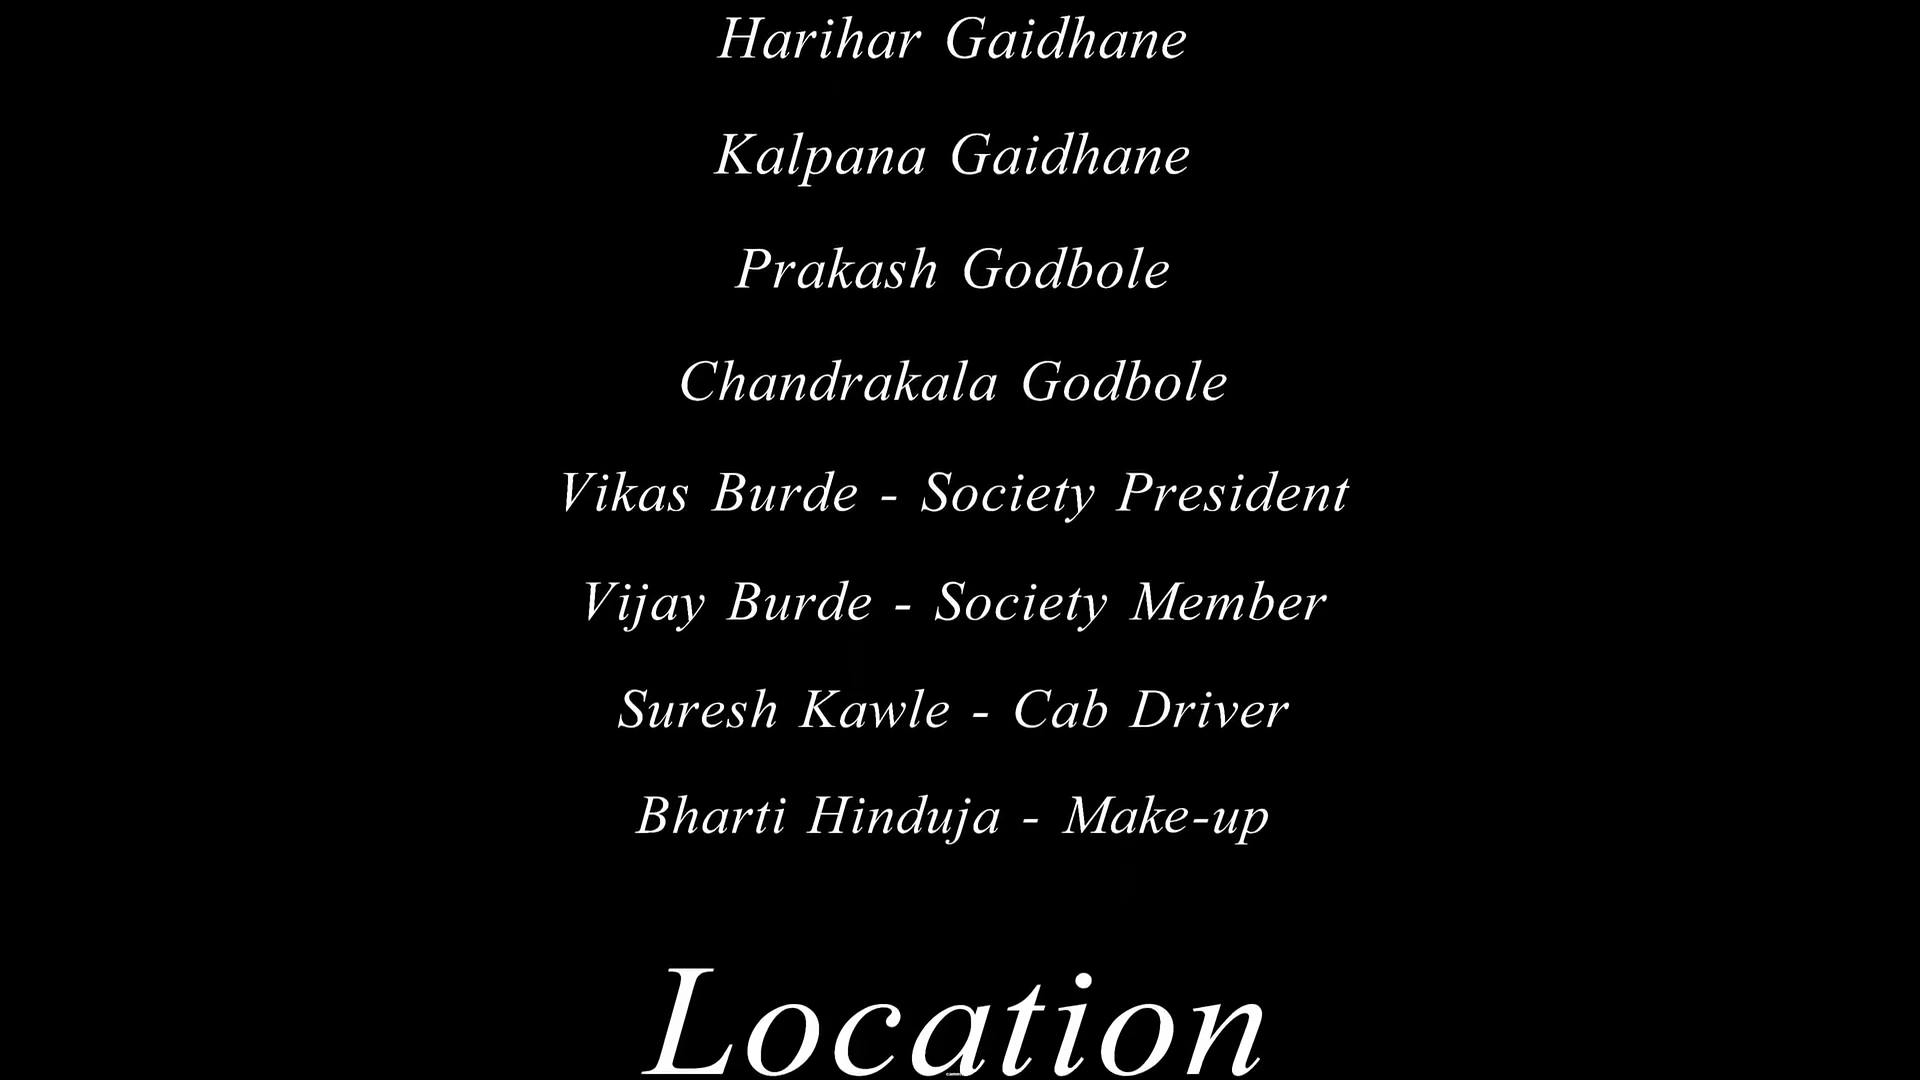 Harihar Gaidhane
Kalpana Gaidhane
Prakash Godbole
Chandrakala Godbole
Vikas Burde - Society President
Vijay Burde - Society Member
Suresh Kawle - Cab Driver
Bharti Hinduja - Make-up
Location